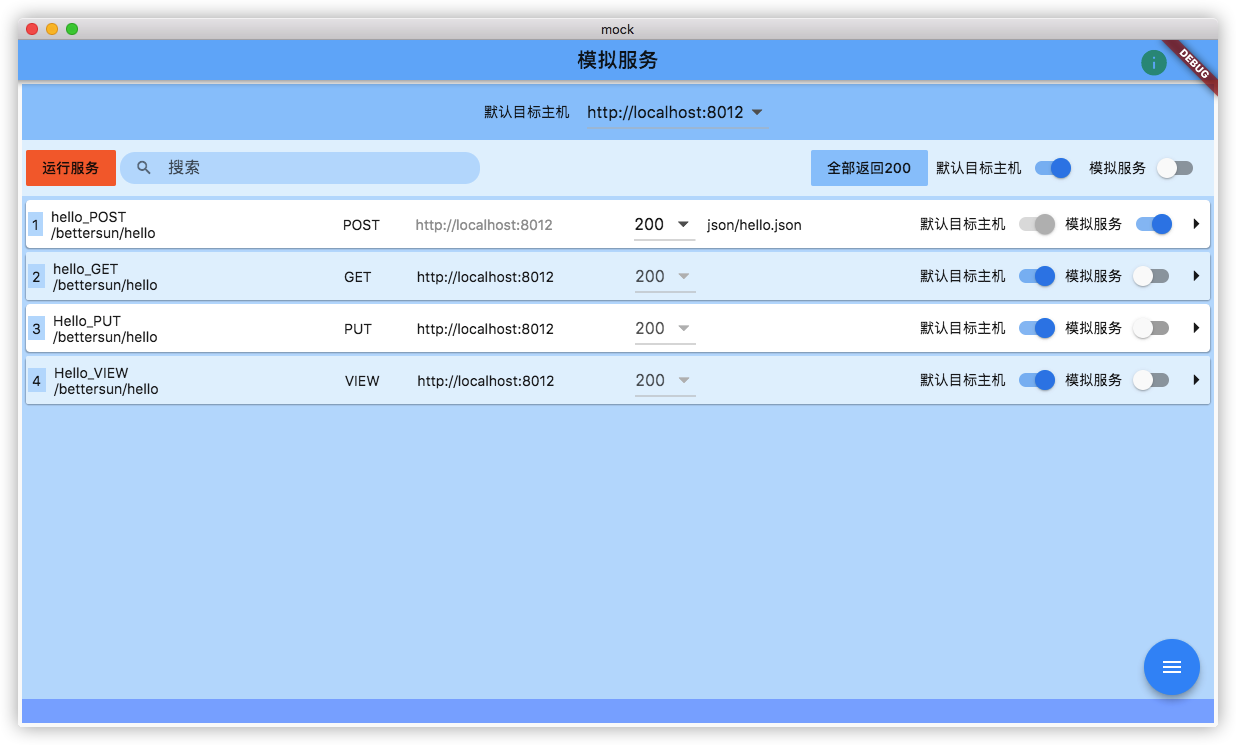 mock
模拟服务
DEBUG
默认目标主机 http://localhost:8012
运行服务 搜索 全部返回200 默认目标主机 模拟服务
1 hello_POST
/bettersun/hello
POST http://localhost:8012 200 json/hello.json 默认目标主机 模拟服务
2 hello_GET
/bettersun/hello
GET http://localhost:8012 200 默认目标主机 模拟服务
3 Hello_PUT
/bettersun/hello
PUT http://localhost:8012 200 默认目标主机 模拟服务
4 Hello_VIEW
/bettersun/hello
VIEW http://localhost:8012 200 默认目标主机 模拟服务